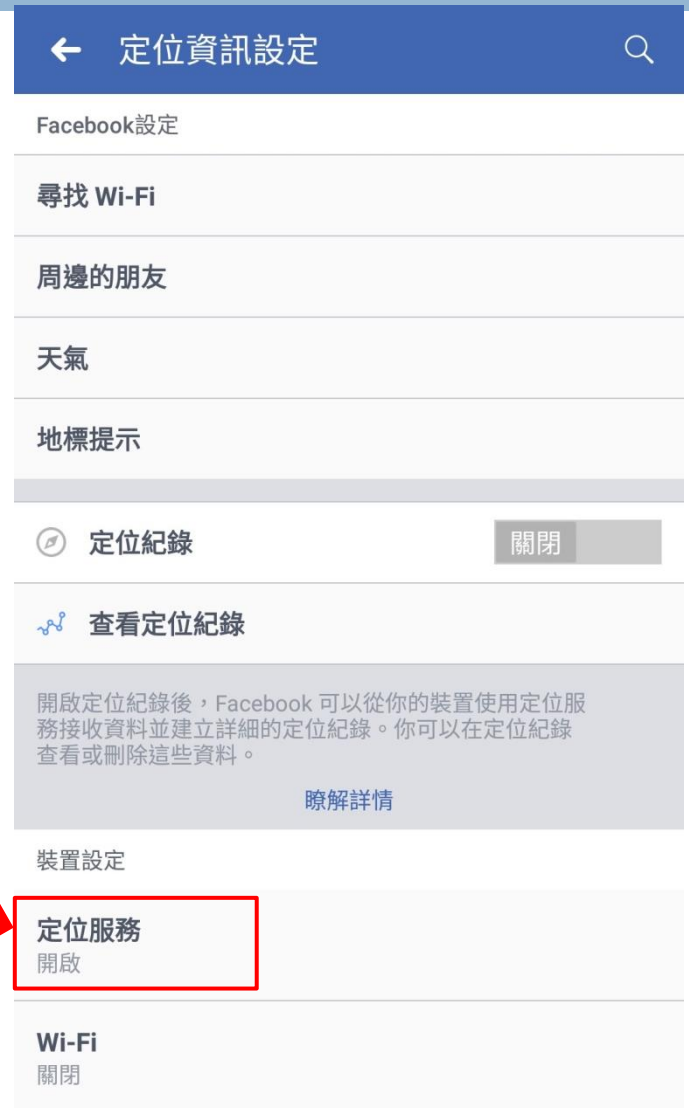 定位資訊設定
Facebook設定
尋找 Wi-Fi
周邊的朋友
天氣
地標提示
定位紀錄
關閉
查看定位紀錄
開啟定位紀錄後，Facebook 可以從你的裝置使用定位服
務接收資料並建立詳細的定位紀錄。你可以在定位紀錄
查看或刪除這些資料。
瞭解詳情
裝置設定
定位服務
開啟
Wi-Fi
關閉